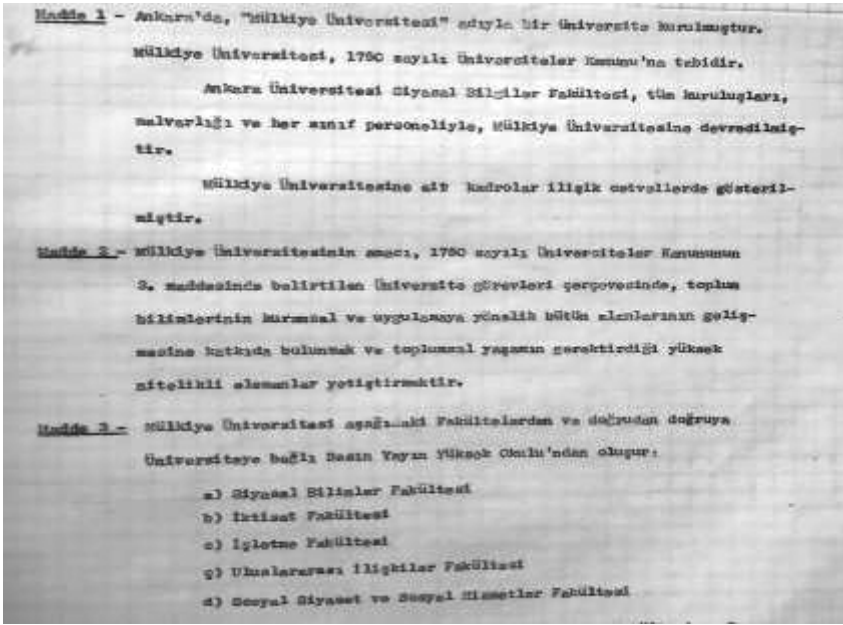 Madde 1 - Ankara'da, "Mülkiye Üniversitesi" adıyla bir Üniversite kurulmuştur.
Mülkiye Üniversitesi, 1750 sayılı Üniversiteler Kanunu'na tabidir.
Ankara Üniversitesi Siyasal Bilgiler Fakültesi, tüm kuruluşları,
malvarlığı ve her sınıf personeliyle, Mülkiye Üniversitesine devredilmiş-
tir.
Mülkiye Üniversitesine ait kadrolar ilişik cetvellerde gösteril-
miştir.
Madde 2 - Mülkiye Üniversitesinin amacı, 1750 sayılı Üniversiteler Kanununun
3. maddesinde belirtilen Üniversite görevleri çerçevesinde, toplum
bilimlerinin kuramsal ve uygulamaya yönelik bütün alanlarının geliş-
mesine katkıda bulunmak ve toplumsal yaşamın gerektirdiği yüksek
nitelikli elemanlar yetiştirmektir.
Madde 3 - Mülkiye Üniversitesi aşağıdaki Fakültelerden ve doğrudan doğruya
Üniversiteye bağlı Basın Yayın Yüksek Okulu'ndan oluşur:
a) Siyasal Bilimler Fakültesi
b) İktisat Fakültesi
c) İşletme Fakültesi
ç) Uluslararası İlişkiler Fakültesi
d) Sosyal Siyaset ve Sosyal Hizmetler Fakültesi